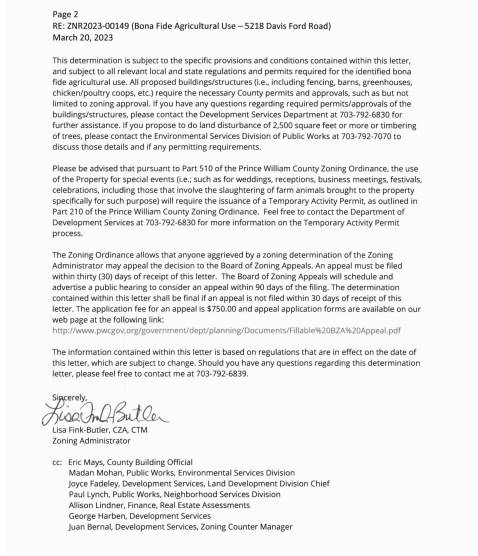 Page 2
RE: ZNR2023-00149 (Bona Fide Agricultural Use – 5218 Davis Ford Road)
March 20, 2023
This determination is subject to the specific provisions and conditions contained within this letter,
and subject to all relevant local and state regulations and permits required for the identified bona
fide agricultural use. All proposed buildings/structures (i.e., including fencing, barns, greenhouses,
chicken/poultry coops, etc.) require the necessary County permits and approvals, such as but not
limited to zoning approval. If you have any questions regarding required permits/approvals of the
buildings/structures, please contact the Development Services Department at 703-792-6830 for
further assistance. If you propose to do land disturbance of 2,500 square feet or more or timbering
of trees, please contact the Environmental Services Division of Public Works at 703-792-7070 to
discuss those details and if any permitting requirements.
Please be advised that pursuant to Part 510 of the Prince William County Zoning Ordinance, the use
of the Property for special events (i.e.; such as for weddings, receptions, business meetings, festivals,
celebrations, including those that involve the slaughtering of farm animals brought to the property
specifically for such purpose) will require the issuance of a Temporary Activity Permit, as outlined in
Part 210 of the Prince William County Zoning Ordinance. Feel free to contact the Department of
Development Services at 703-792-6830 for more information on the Temporary Activity Permit
process.
The Zoning Ordinance allows that anyone aggrieved by a zoning determination of the Zoning
Administrator may appeal the decision to the Board of Zoning Appeals. An appeal must be filed
within thirty (30) days of receipt of this letter. The Board of Zoning Appeals will schedule and
advertise a public hearing to consider an appeal within 90 days of the filing. The determination
contained within this letter shall be final if an appeal is not filed within 30 days of receipt of this
letter. The application fee for an appeal is $750.00 and appeal application forms are available on our
web page at the following link:
http://www.pwcgov.org/government/dept/planning/Documents/Fillable%20BZA%20Appeal.pdf
The information contained within this letter is based on regulations that are in effect on the date of
this letter, which are subject to change. Should you have any questions regarding this determination
letter, please feel free to contact me at 703-792-6839.
Sincerely,
Lisa Fink-Butler, CZA, CTM
Zoning Administrator
cc: Eric Mays, County Building Official
Madan Mohan, Public Works, Environmental Services Division
Joyce Fadeley, Development Services, Land Development Division Chief
Paul Lynch, Public Works, Neighborhood Services Division
Allison Lindner, Finance, Real Estate Assessments
George Harben, Development Services
Juan Bernal, Development Services, Zoning Counter Manager